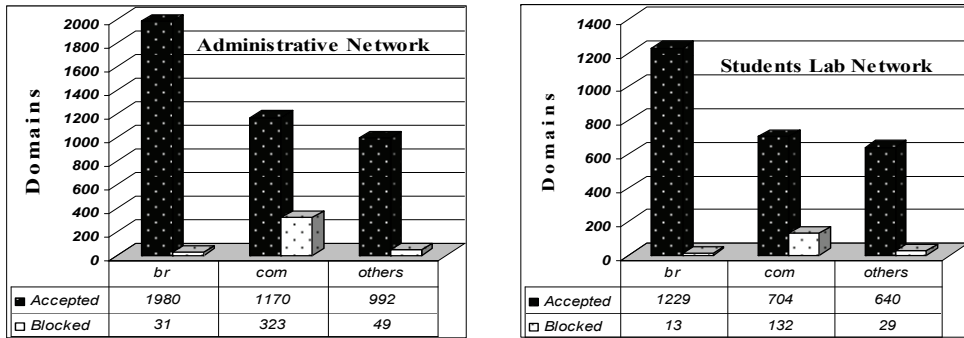 Administrative Network
Domains
2000
1800
1600
1400
1200
1000
800
600
400
200
0
br com others
Accepted 1980 1170 992
Blocked 31 323 49
Students Lab Network
Domains
1400
1200
1000
800
600
400
200
0
br com others
Accepted 1229 704 640
Blocked 13 132 29